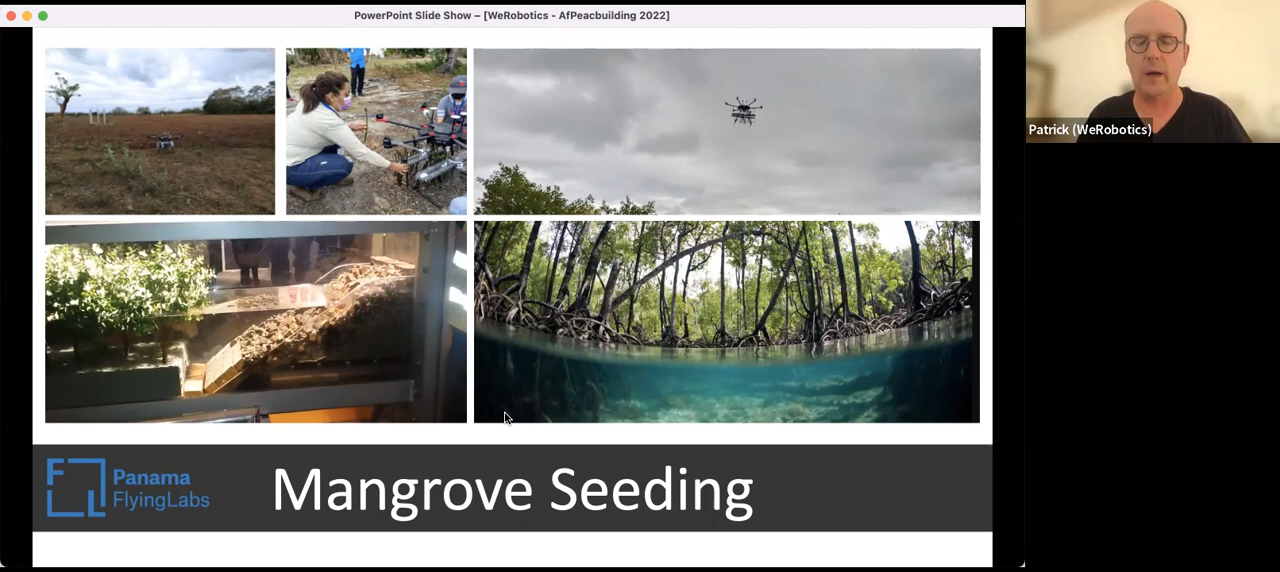 PowerPoint Slide Show – [WeRobotics - AfPeacbuilding 2022]
Patrick (WeRobotics)
Panama
FlyingLabs
Mangrove Seeding